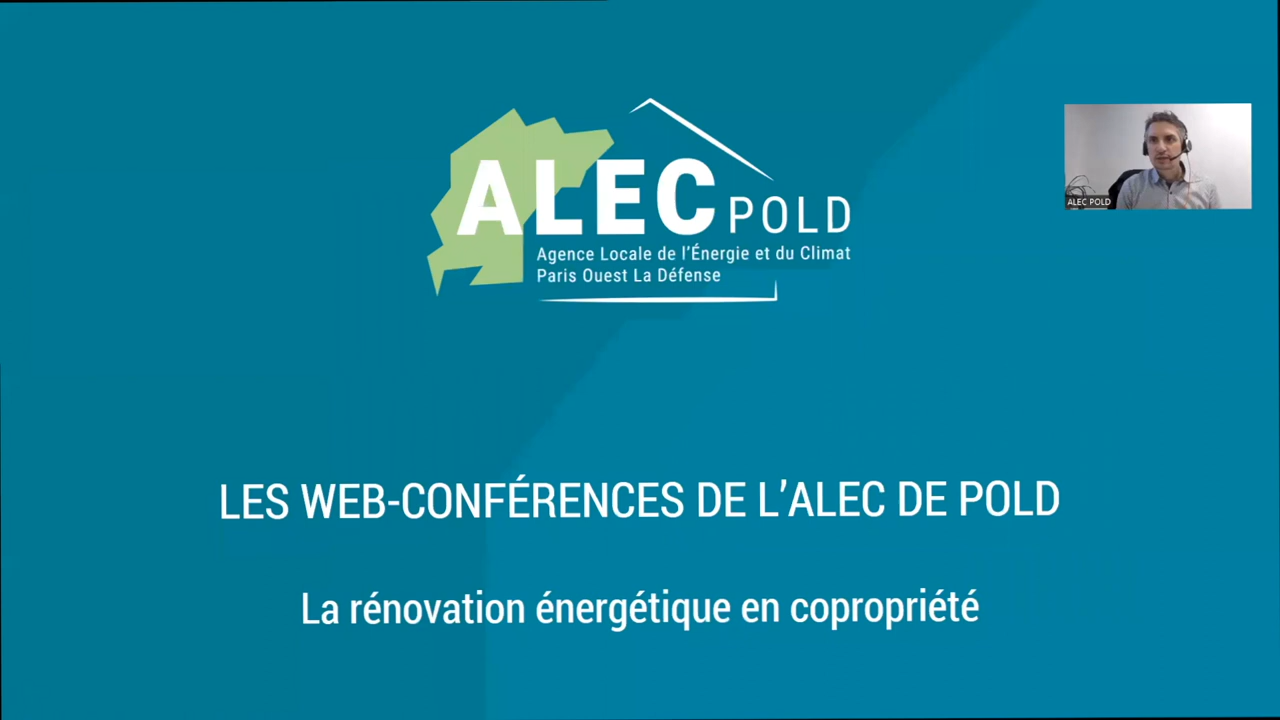 ALEC POLD
Agence Locale de l'Énergie et du Climat
Paris Ouest La Défense
ALEC POLD
LES WEB-CONFÉRENCES DE L'ALEC DE POLD
La rénovation énergétique en copropriété